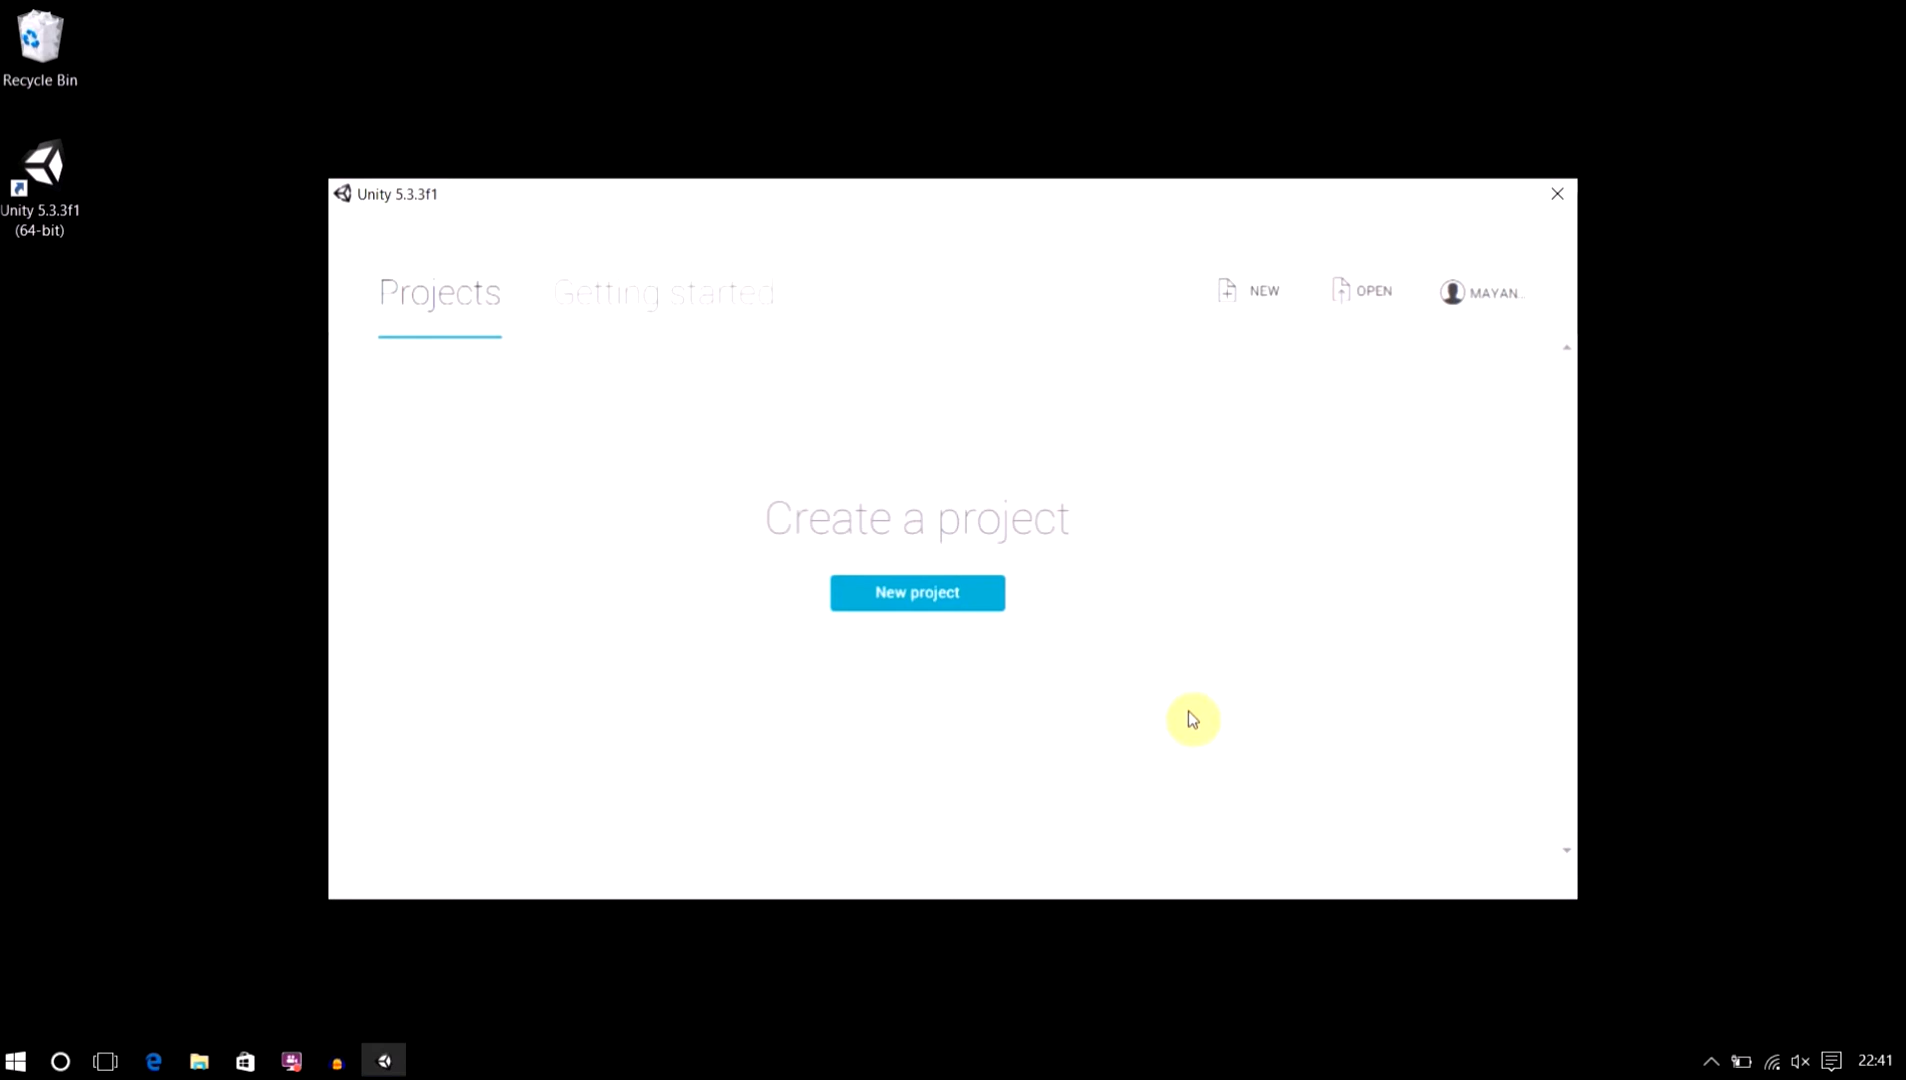 Recycle Bin
Unity 5.3.3f1
(64-bit)
Unity 5.3.3f1
Projects
Getting started
NEW
OPEN
MAYAN..
Create a project
New project
22:41